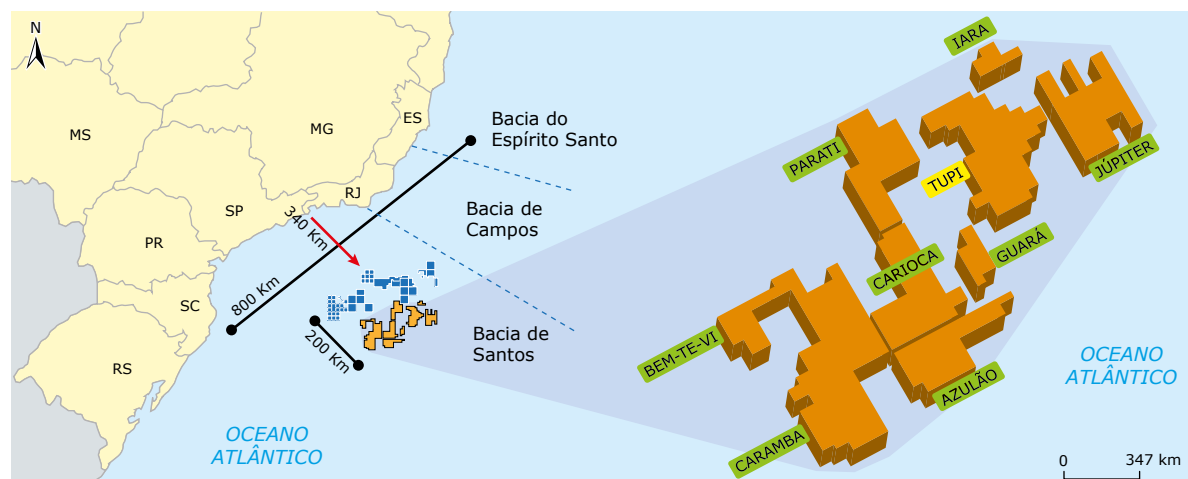 N
MS
MG
ES
RJ
SP
PR
SC
RS
Bacia do
Espírito Santo
Bacia de
Campos
Bacia de
Santos
340 Km
800 Km
200 Km
OCEANO
ATLÂNTICO
IARA
PARATI
TUPI
JÚPITER
CARIOCA
GUARÁ
BEM-TE-VI
AZULÃO
CARAMBA
OCEANO
ATLÂNTICO
0 347 km